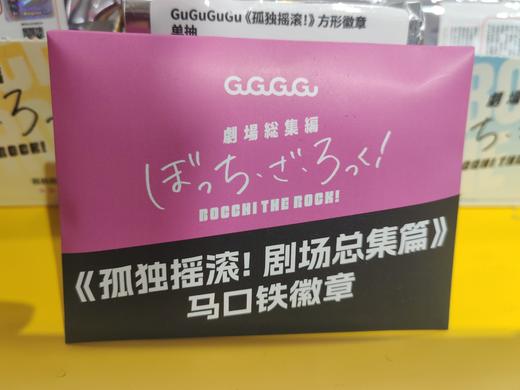 GuGuGuGu《孤独摇滚!》方形徽章
单抽
GuGuGuGu
劇場総集編
ぼっち・ざ・ろっく!
BOCCHI THE ROCK!
《孤独摇滚!剧场总集篇》
马口铁徽章